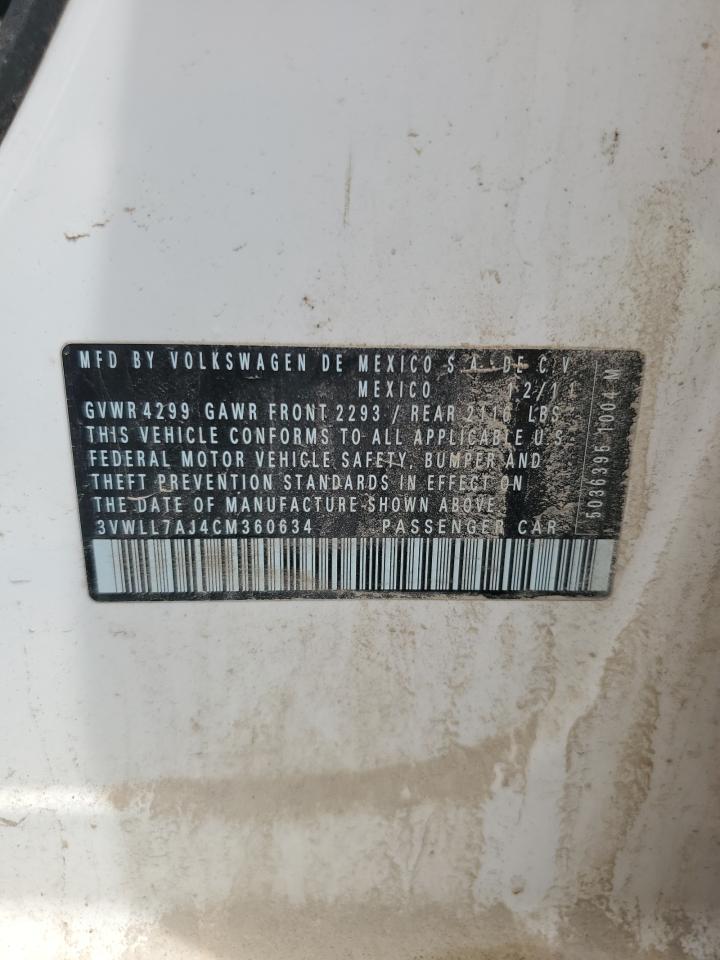 MFD BY VOLKSWAGEN DE MEXICO S.A. DE C.V
MEXICO 12/11
GVWR 4299 GAWR FRONT 2293 / REAR 2116 LBS
THIS VEHICLE CONFORMS TO ALL APPLICABLE U.S.
FEDERAL MOTOR VEHICLE SAFETY, BUMPER AND
THEFT PREVENTION STANDARDS IN EFFECT ON
THE DATE OF MANUFACTURE SHOWN ABOVE.
3VWLL7AJ4CM360634 PASSENGER CAR
5036395 1004 M